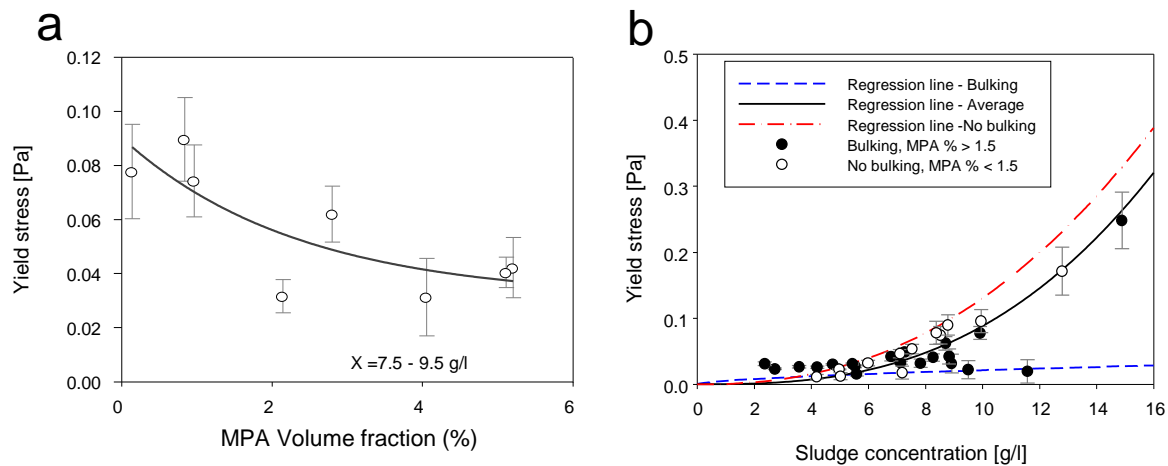 a
0.12
0.10
0.08
0.06
0.04
0.02
0.00
Yield stress [Pa]
X =7.5 - 9.5 g/l
0 2 4 6
MPA Volume fraction (%)
b
0.5
0.4
0.3
0.2
0.1
0.0
Yield stress [Pa]
Regression line - Bulking
Regression line - Average
Regression line -No bulking
Bulking, MPA % > 1.5
No bulking, MPA % < 1.5
0 2 4 6 8 10 12 14 16
Sludge concentration [g/l]